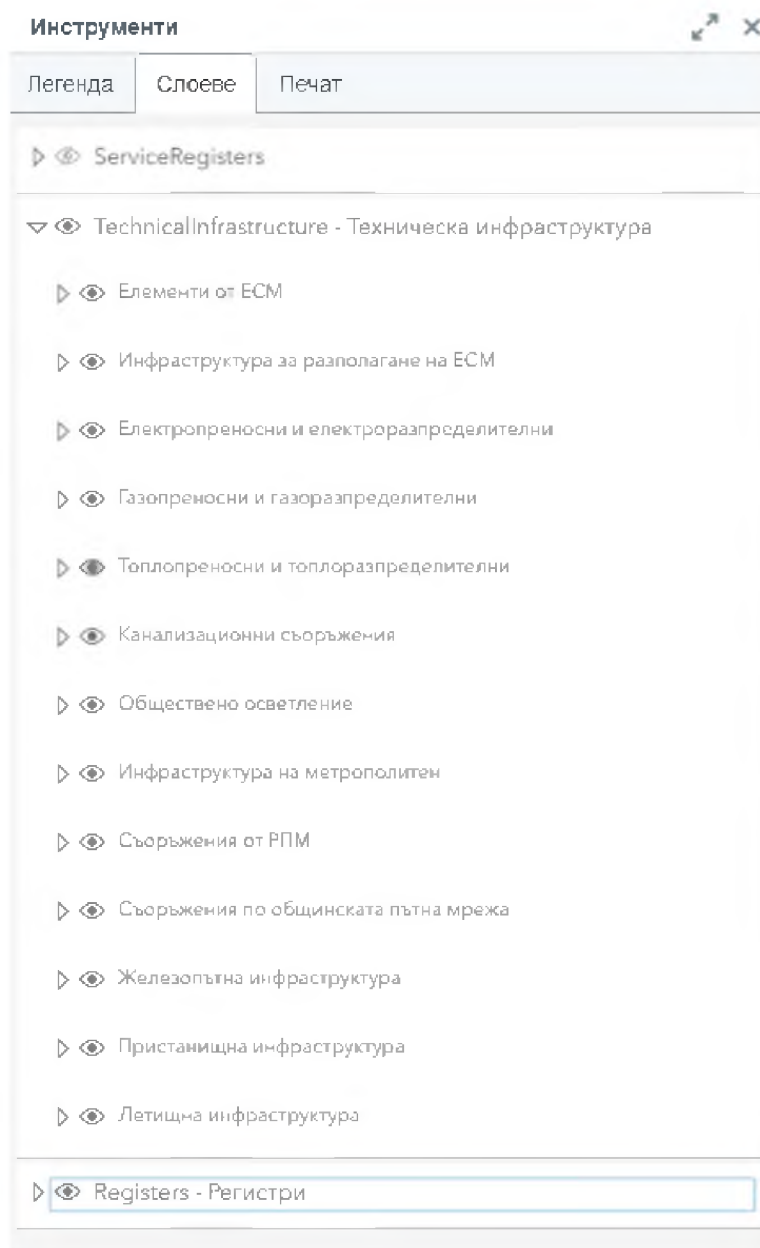 Инструменти
Легенда Слоеве Печат
ServiceRegisters
TechnicalInfrastructure - Техническа инфраструктура
Елементи от ЕСМ
Инфраструктура за разполагане на ЕСМ
Електропреносни и електроразпределителни
Газопреносни и газоразпределителни
Топлопреносни и топлоразпределителни
Канализационни съоръжения
Обществено осветление
Инфраструктура на метрополитен
Съоръжения от РПМ
Съоръжения по общинската пътна мрежа
Железопътна инфраструктура
Пристанищна инфраструктура
Летищна инфраструктура
Registers - Регистри